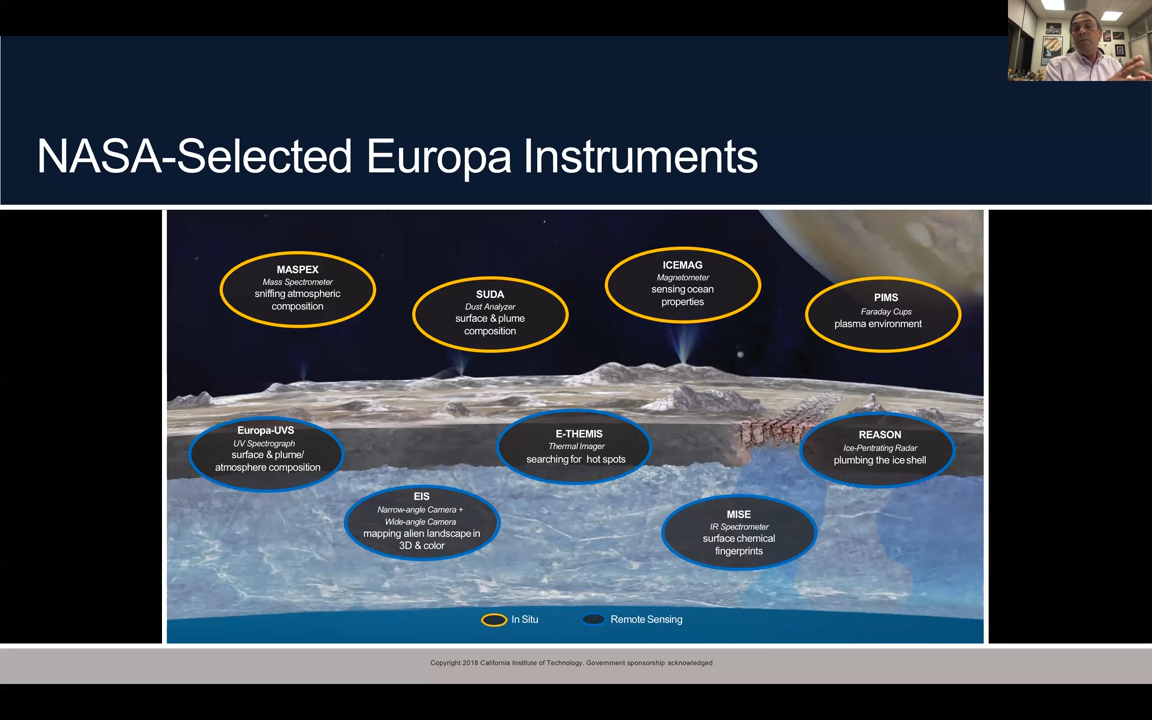 NASA-Selected Europa Instruments
MASPEX
Mass Spectrometer
sniffing atmospheric
composition
SUDA
Dust Analyzer
surface & plume
composition
ICEMAG
Magnetometer
sensing ocean
properties
PIMS
Faraday Cups
plasma environment
Europa-UVS
UV Spectrograph
surface & plume/
atmosphere composition
E-THEMIS
Thermal Imager
searching for hot spots
REASON
Ice-Pentrating Radar
plumbing the ice shell
EIS
Narrow-angle Camera +
Wide-angle Camera
mapping alien landscape in
3D & color
MISE
IR Spectrometer
surface chemical
fingerprints
In Situ
Remote Sensing
Copyright 2018 California Institute of Technology. Government sponsorship acknowledged